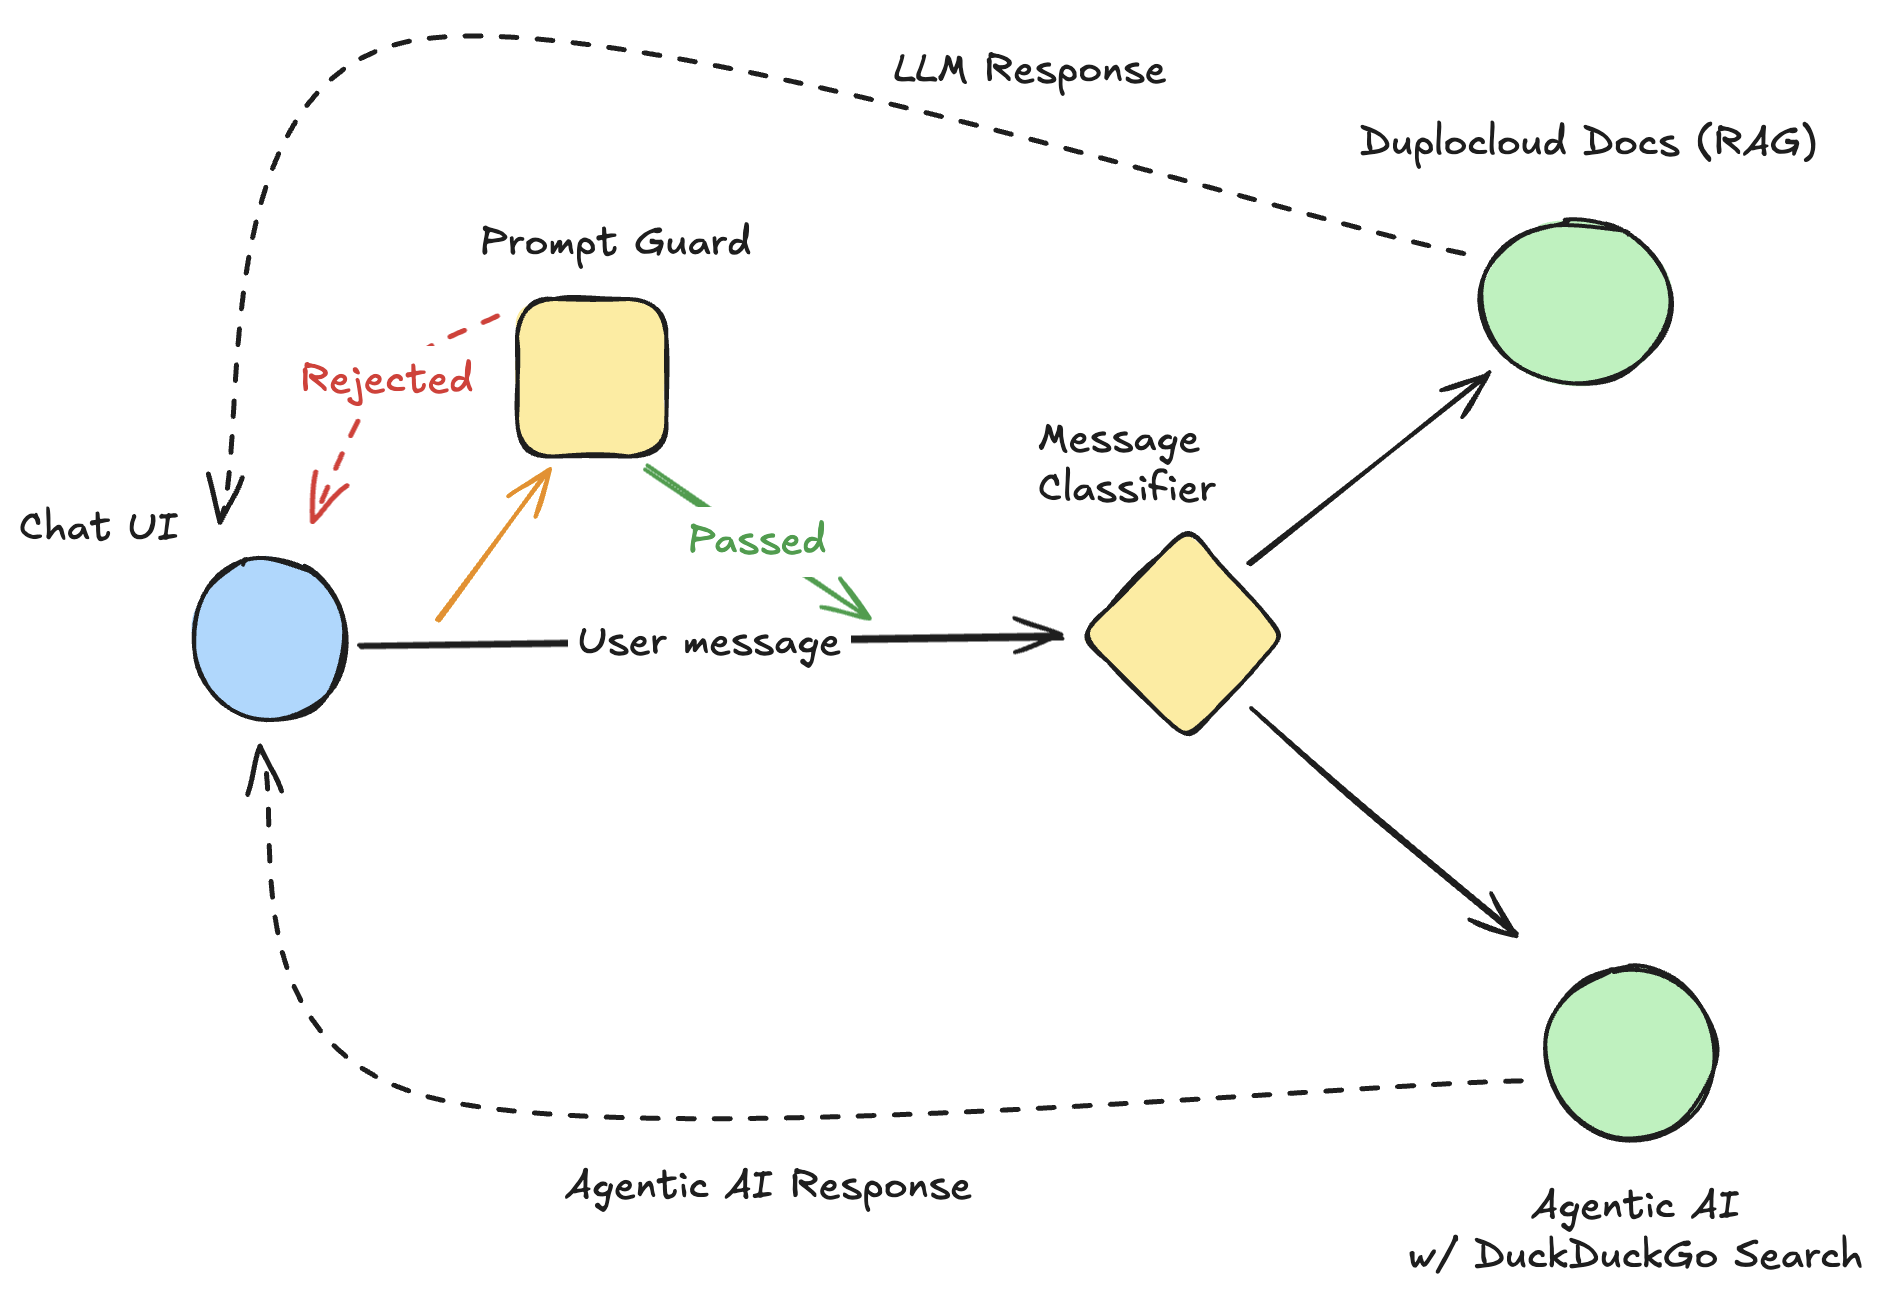 LLM Response
Duplocloud Docs (RAG)
Prompt Guard
Rejected
Message
Classifier
Chat UI
Passed
User message
Agentic AI Response
Agentic AI
w/ DuckDuckGo Search